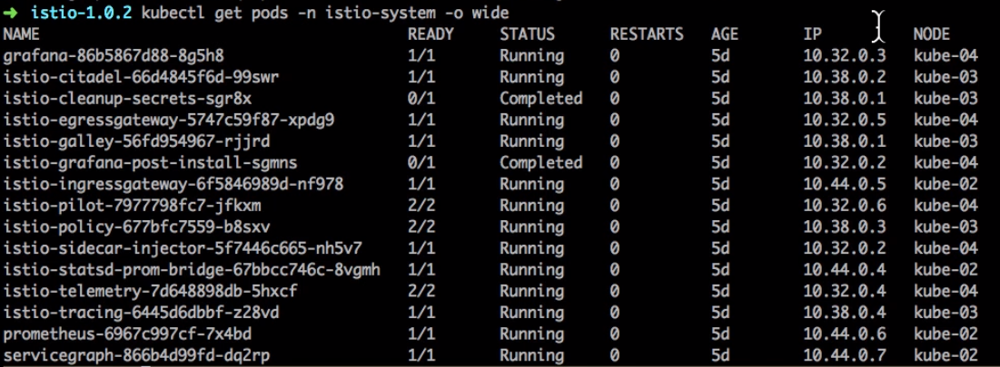 ➜ istio-1.0.2 kubectl get pods -n istio-system -o wide
NAME READY STATUS RESTARTS AGE IP NODE
grafana-86b5867d88-8g5h8 1/1 Running 0 5d 10.32.0.3 kube-04
istio-citadel-66d4845f6d-99swr 1/1 Running 0 5d 10.38.0.2 kube-03
istio-cleanup-secrets-sgr8x 0/1 Completed 0 5d 10.38.0.1 kube-03
istio-egressgateway-5747c59f87-xpdg9 1/1 Running 0 5d 10.32.0.5 kube-04
istio-galley-56fd954967-rjjrd 1/1 Running 0 5d 10.38.0.1 kube-03
istio-grafana-post-install-sgmns 0/1 Completed 0 5d 10.32.0.2 kube-04
istio-ingressgateway-6f5846989d-nf978 1/1 Running 0 5d 10.44.0.5 kube-02
istio-pilot-7977798fc7-jfkxm 2/2 Running 0 5d 10.32.0.6 kube-04
istio-policy-677bfc7559-b8sxv 2/2 Running 0 5d 10.38.0.3 kube-03
istio-sidecar-injector-5f7446c665-nh5v7 1/1 Running 0 5d 10.32.0.2 kube-04
istio-statsd-prom-bridge-67bbcc746c-8vgmh 1/1 Running 0 5d 10.44.0.4 kube-02
istio-telemetry-7d648898db-5hxcf 2/2 Running 0 5d 10.32.0.4 kube-04
istio-tracing-6445d6dbbf-z28vd 1/1 Running 0 5d 10.38.0.4 kube-03
prometheus-6967c997cf-7x4bd 1/1 Running 0 5d 10.44.0.6 kube-02
servicegraph-866b4d99fd-dq2rp 1/1 Running 0 5d 10.44.0.7 kube-02